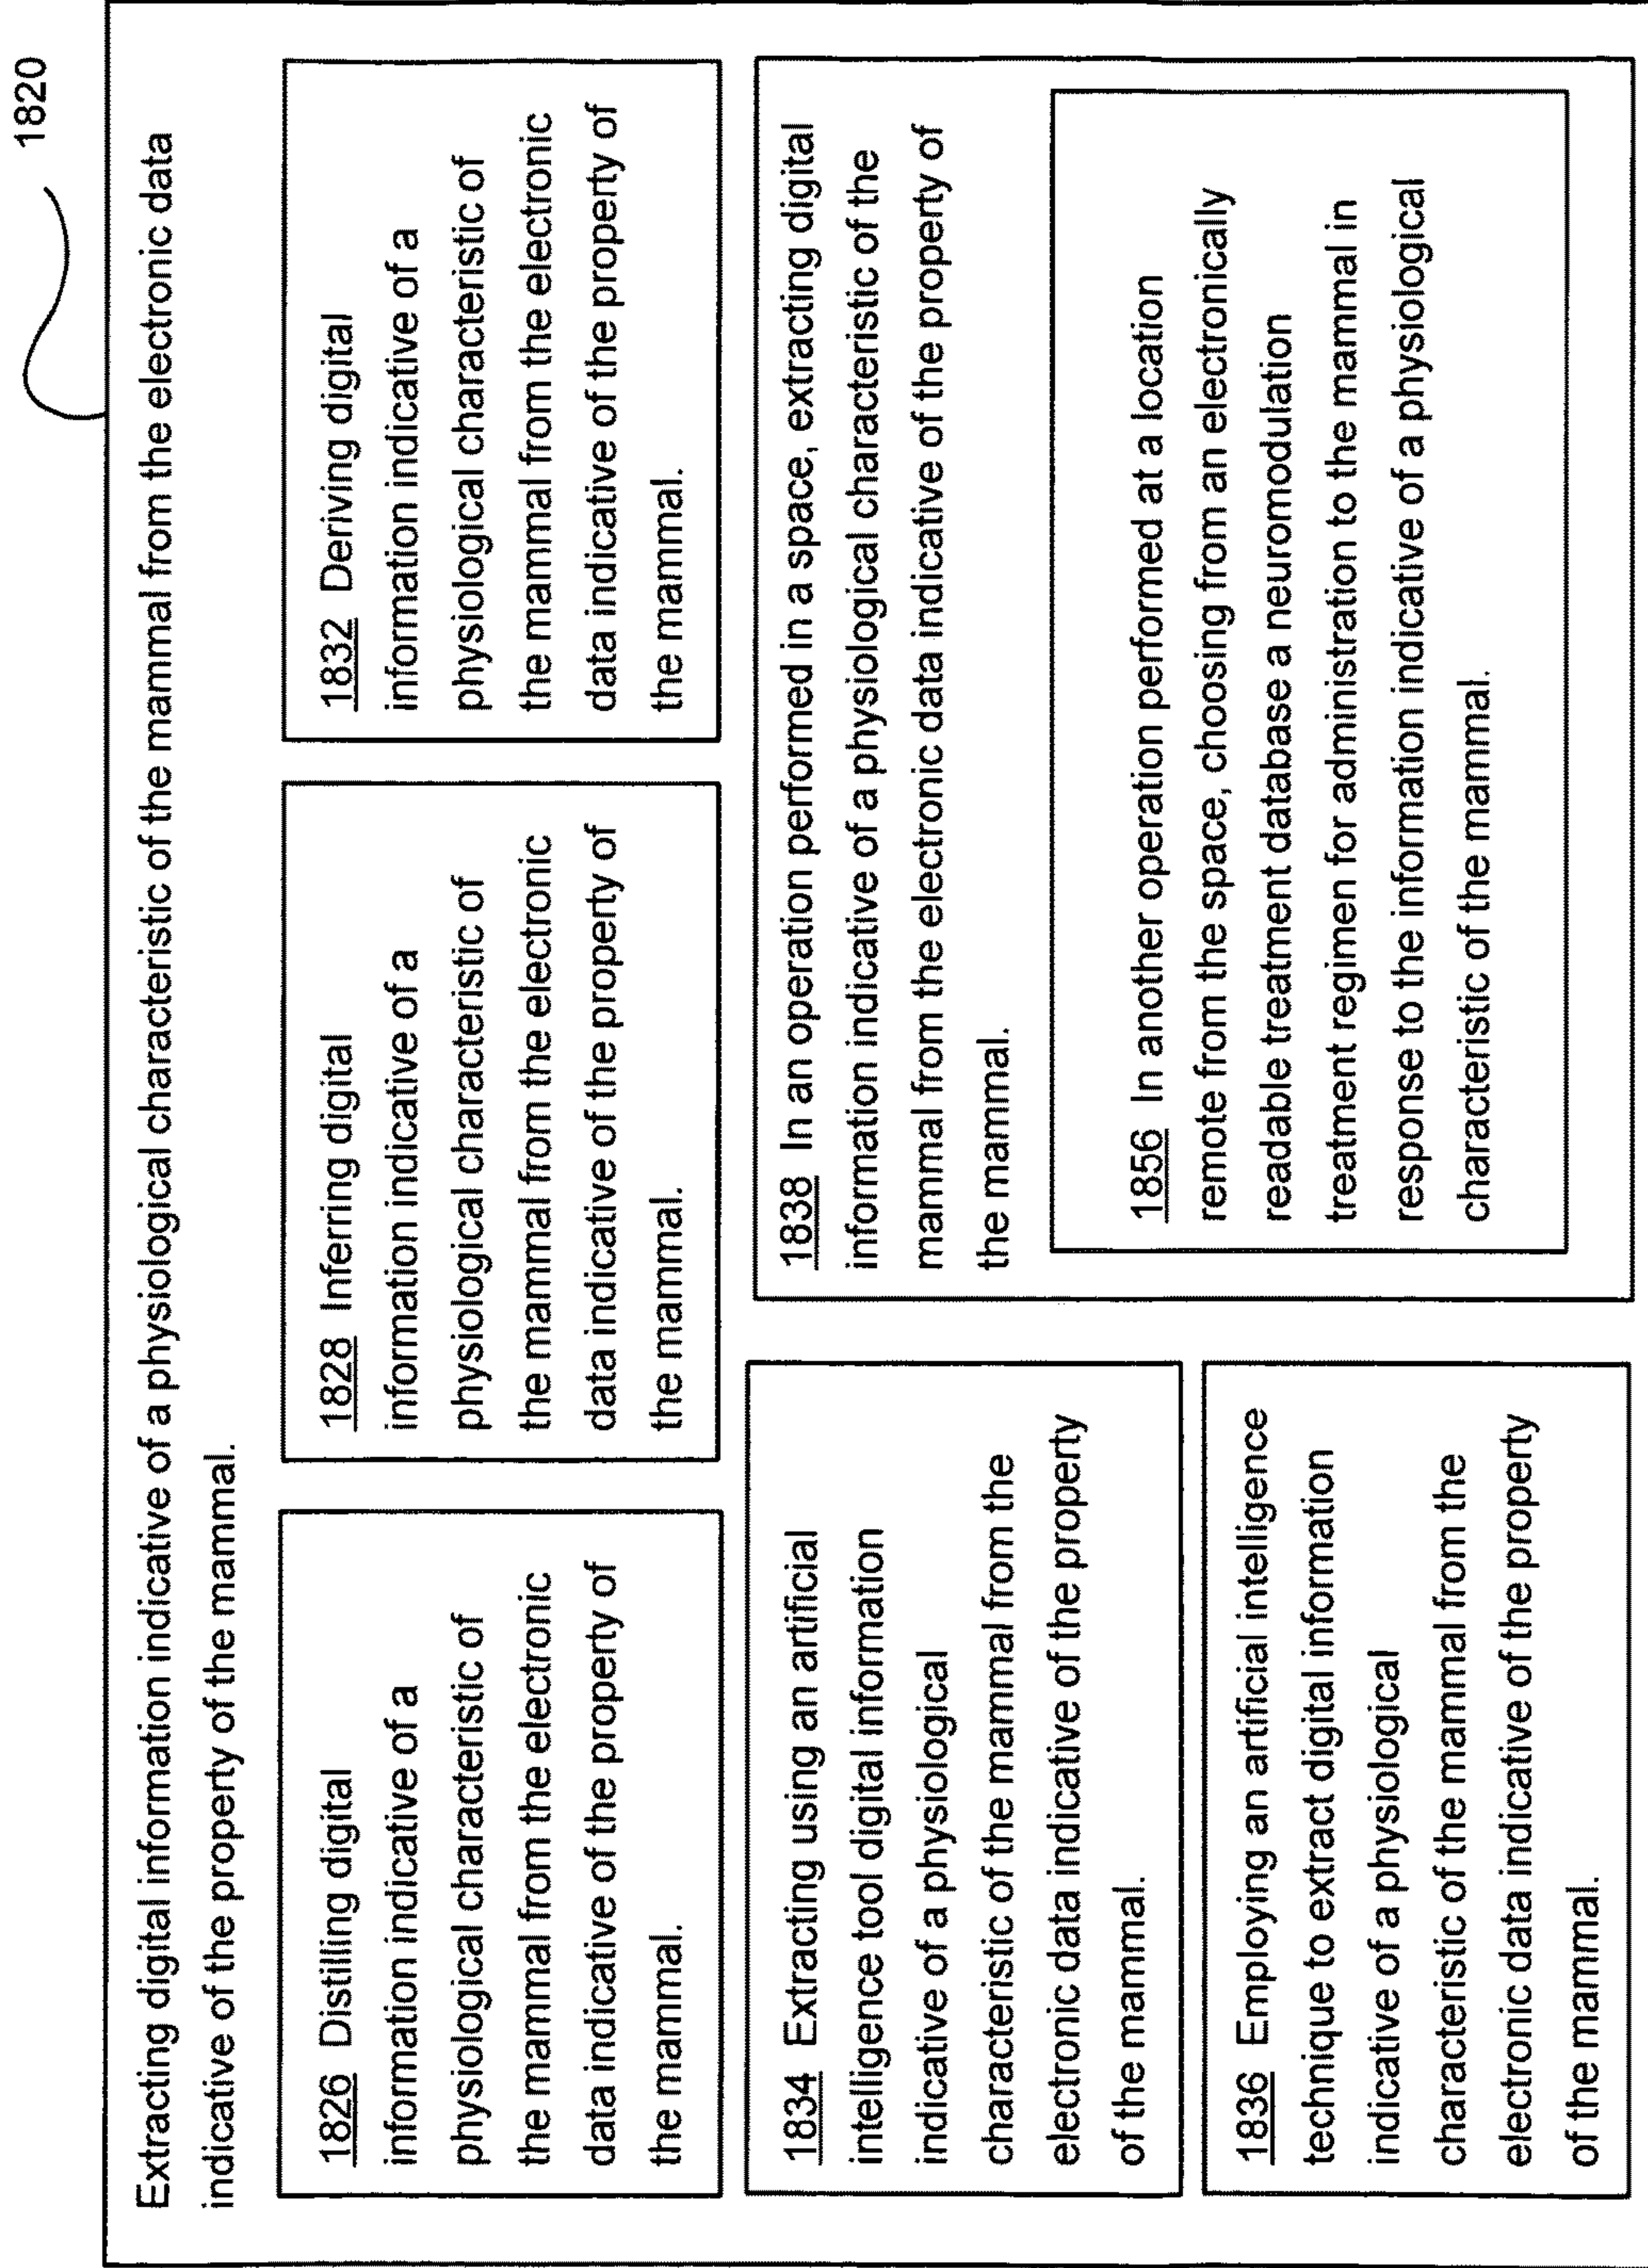 1820
Extracting digital information indicative of a physiological characteristic of the mammal from the electronic data
indicative of the property of the mammal.
1826 Distilling digital
information indicative of a
physiological characteristic of
the mammal from the electronic
data indicative of the property of
the mammal.
1828 Inferring digital
information indicative of a
physiological characteristic of
the mammal from the electronic
data indicative of the property of
the mammal.
1832 Deriving digital
information indicative of a
physiological characteristic of
the mammal from the electronic
data indicative of the property of
the mammal.
1834 Extracting using an artificial
intelligence tool digital information
indicative of a physiological
characteristic of the mammal from the
electronic data indicative of the property
of the mammal.
1836 Employing an artificial intelligence
technique to extract digital information
indicative of a physiological
characteristic of the mammal from the
electronic data indicative of the property
of the mammal.
1838 In an operation performed in a space, extracting digital
information indicative of a physiological characteristic of the
mammal from the electronic data indicative of the property of
the mammal.
1856 In another operation performed at a location
remote from the space, choosing from an electronically
readable treatment database a neuromodulation
treatment regimen for administration to the mammal in
response to the information indicative of a physiological
characteristic of the mammal.